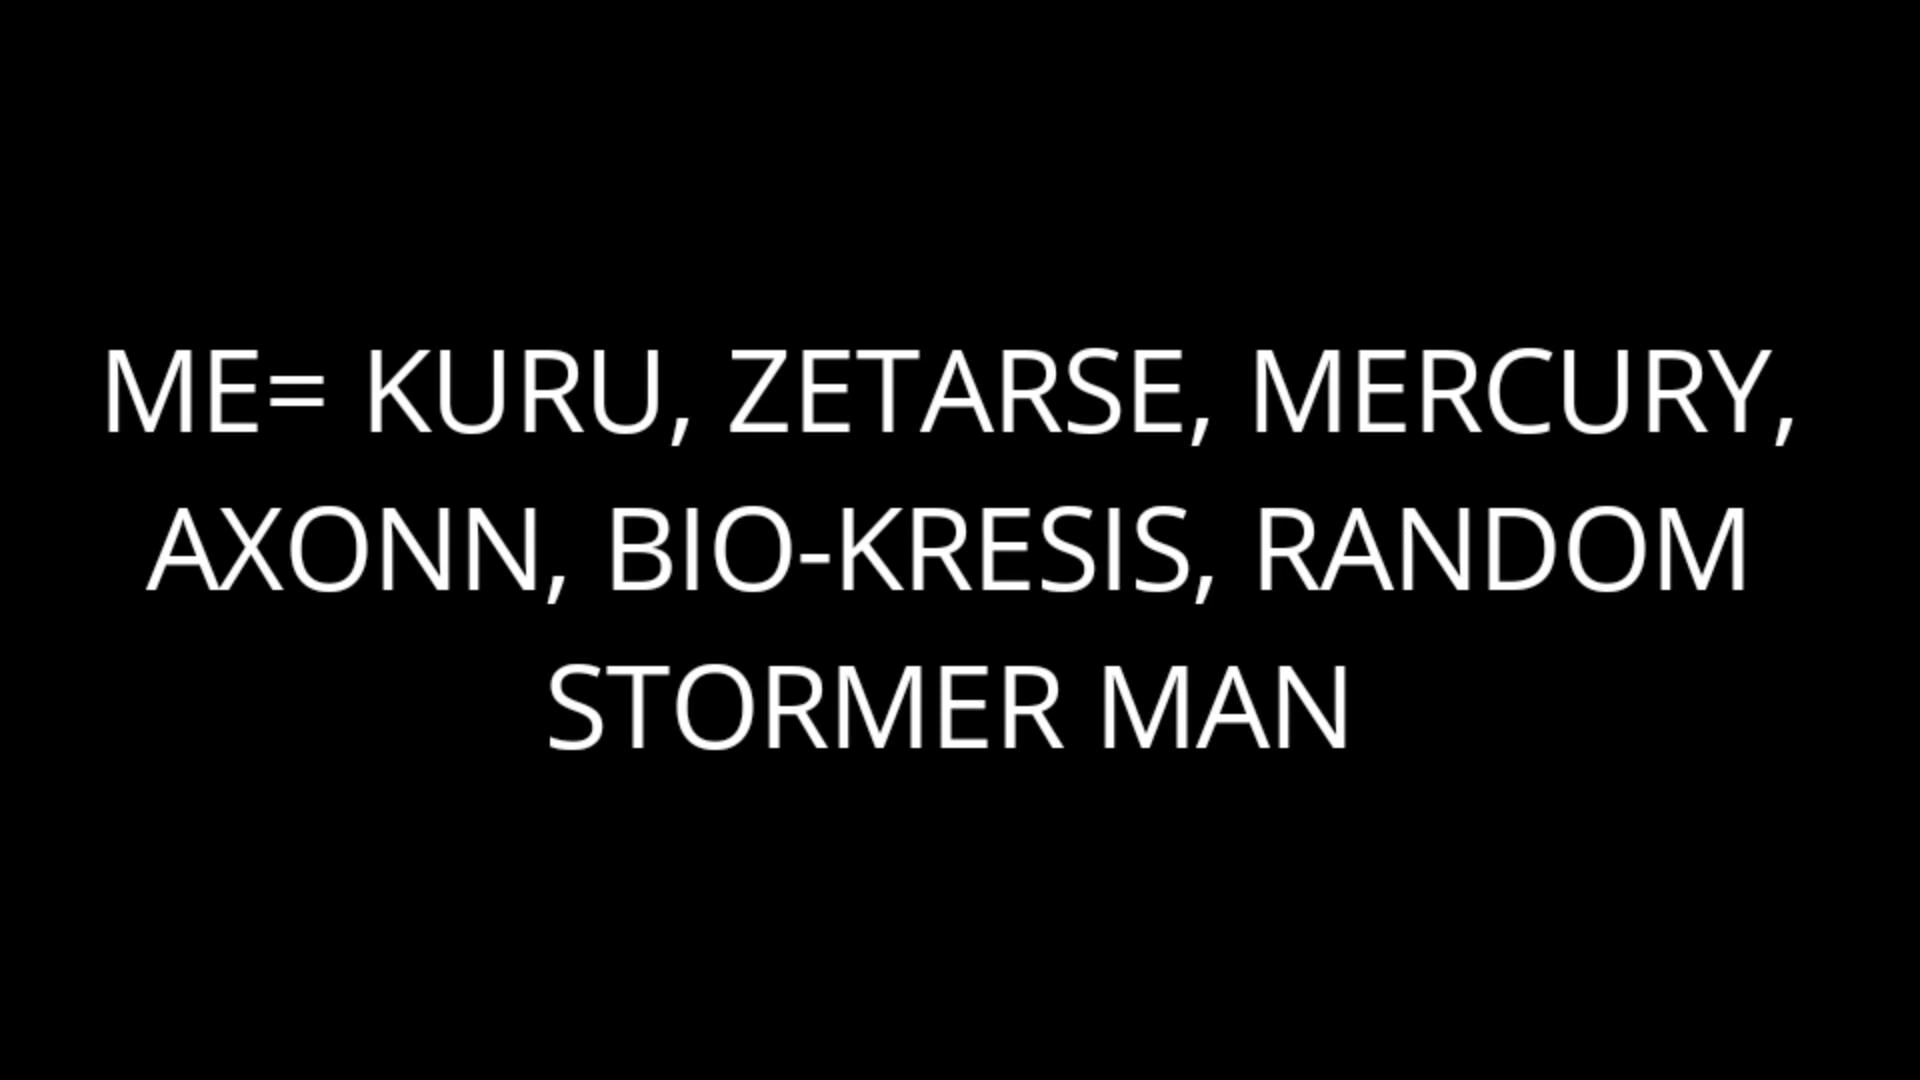 ME= KURU, ZETARSE, MERCURY,
AXONN, BIO-KRESIS, RANDOM
STORMER MAN